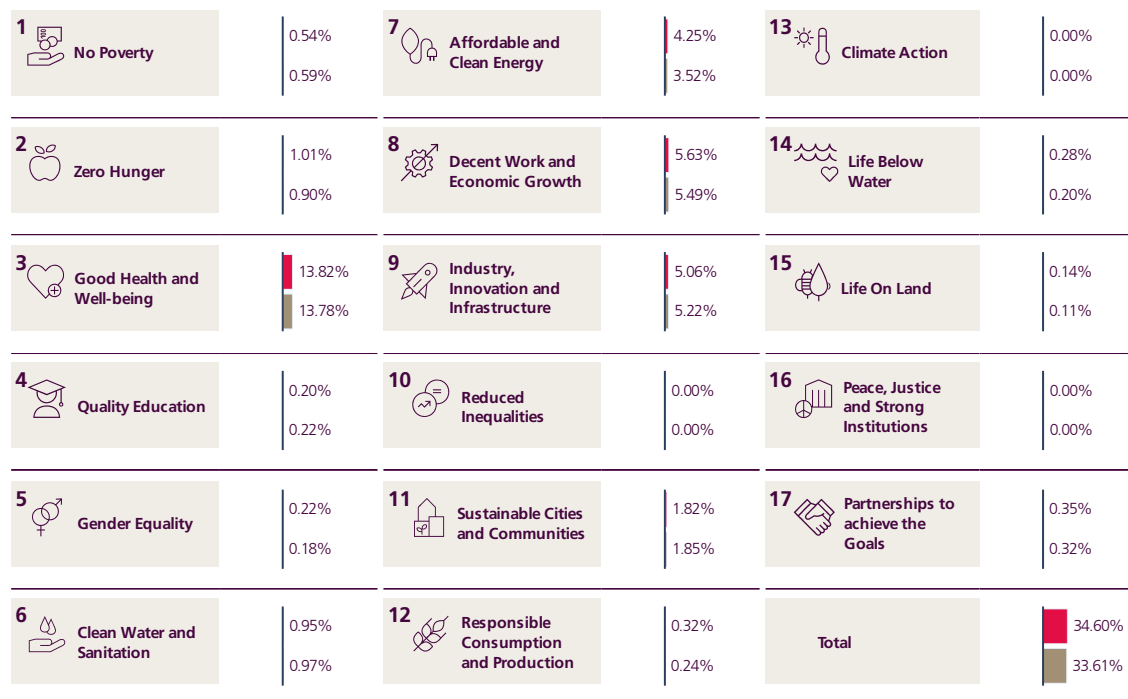 1
No Poverty
0.54%
0.59%
2
Zero Hunger
1.01%
0.90%
3
Good Health and
Well-being
13.82%
13.78%
4
Quality Education
0.20%
0.22%
5
Gender Equality
0.22%
0.18%
6
Clean Water and
Sanitation
0.95%
0.97%
7
Affordable and
Clean Energy
4.25%
3.52%
8
Decent Work and
Economic Growth
5.63%
5.49%
9
Industry,
Innovation and
Infrastructure
5.06%
5.22%
10
Reduced
Inequalities
0.00%
0.00%
11
Sustainable Cities
and Communities
1.82%
1.85%
12
Responsible
Consumption
and Production
0.32%
0.24%
13
Climate Action
0.00%
0.00%
14
Life Below
Water
0.28%
0.20%
15
Life On Land
0.14%
0.11%
16
Peace, Justice
and Strong
Institutions
0.00%
0.00%
17
Partnerships to
achieve the
Goals
0.35%
0.32%
Total
34.60%
33.61%